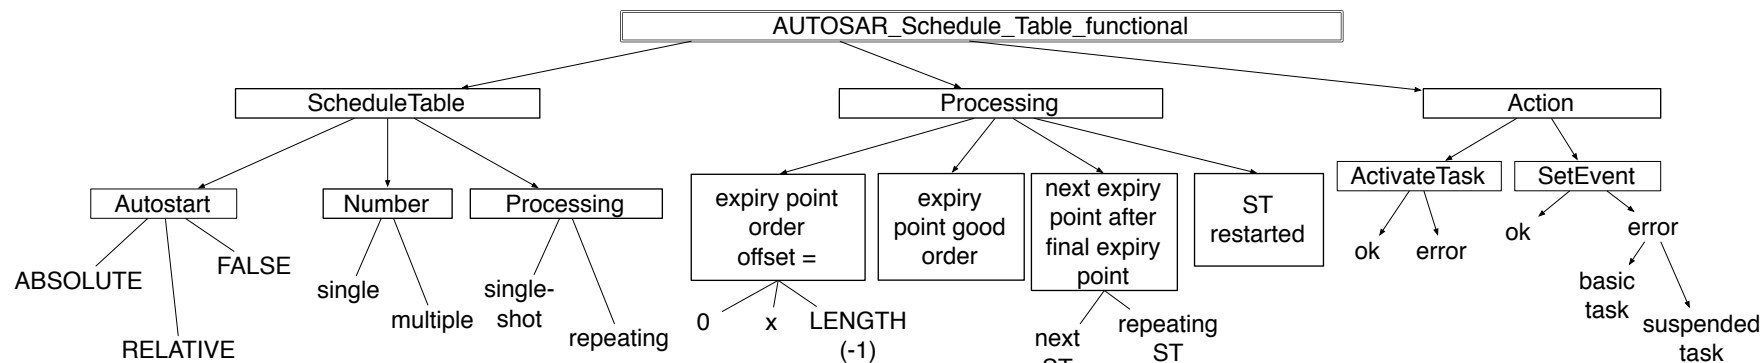 AUTOSAR_Schedule_Table_functional
ScheduleTable
Processing
Action
Autostart
Number
Processing
expiry point
order
offset =
expiry
point good
order
next expiry
point after
final expiry
point
ST
restarted
ActivateTask
SetEvent
ABSOLUTE
RELATIVE
FALSE
single
multiple
single-
shot
repeating
0
x
LENGTH
(-1)
next
repeating
ST
ok
error
ok
error
basic
task
suspended
task